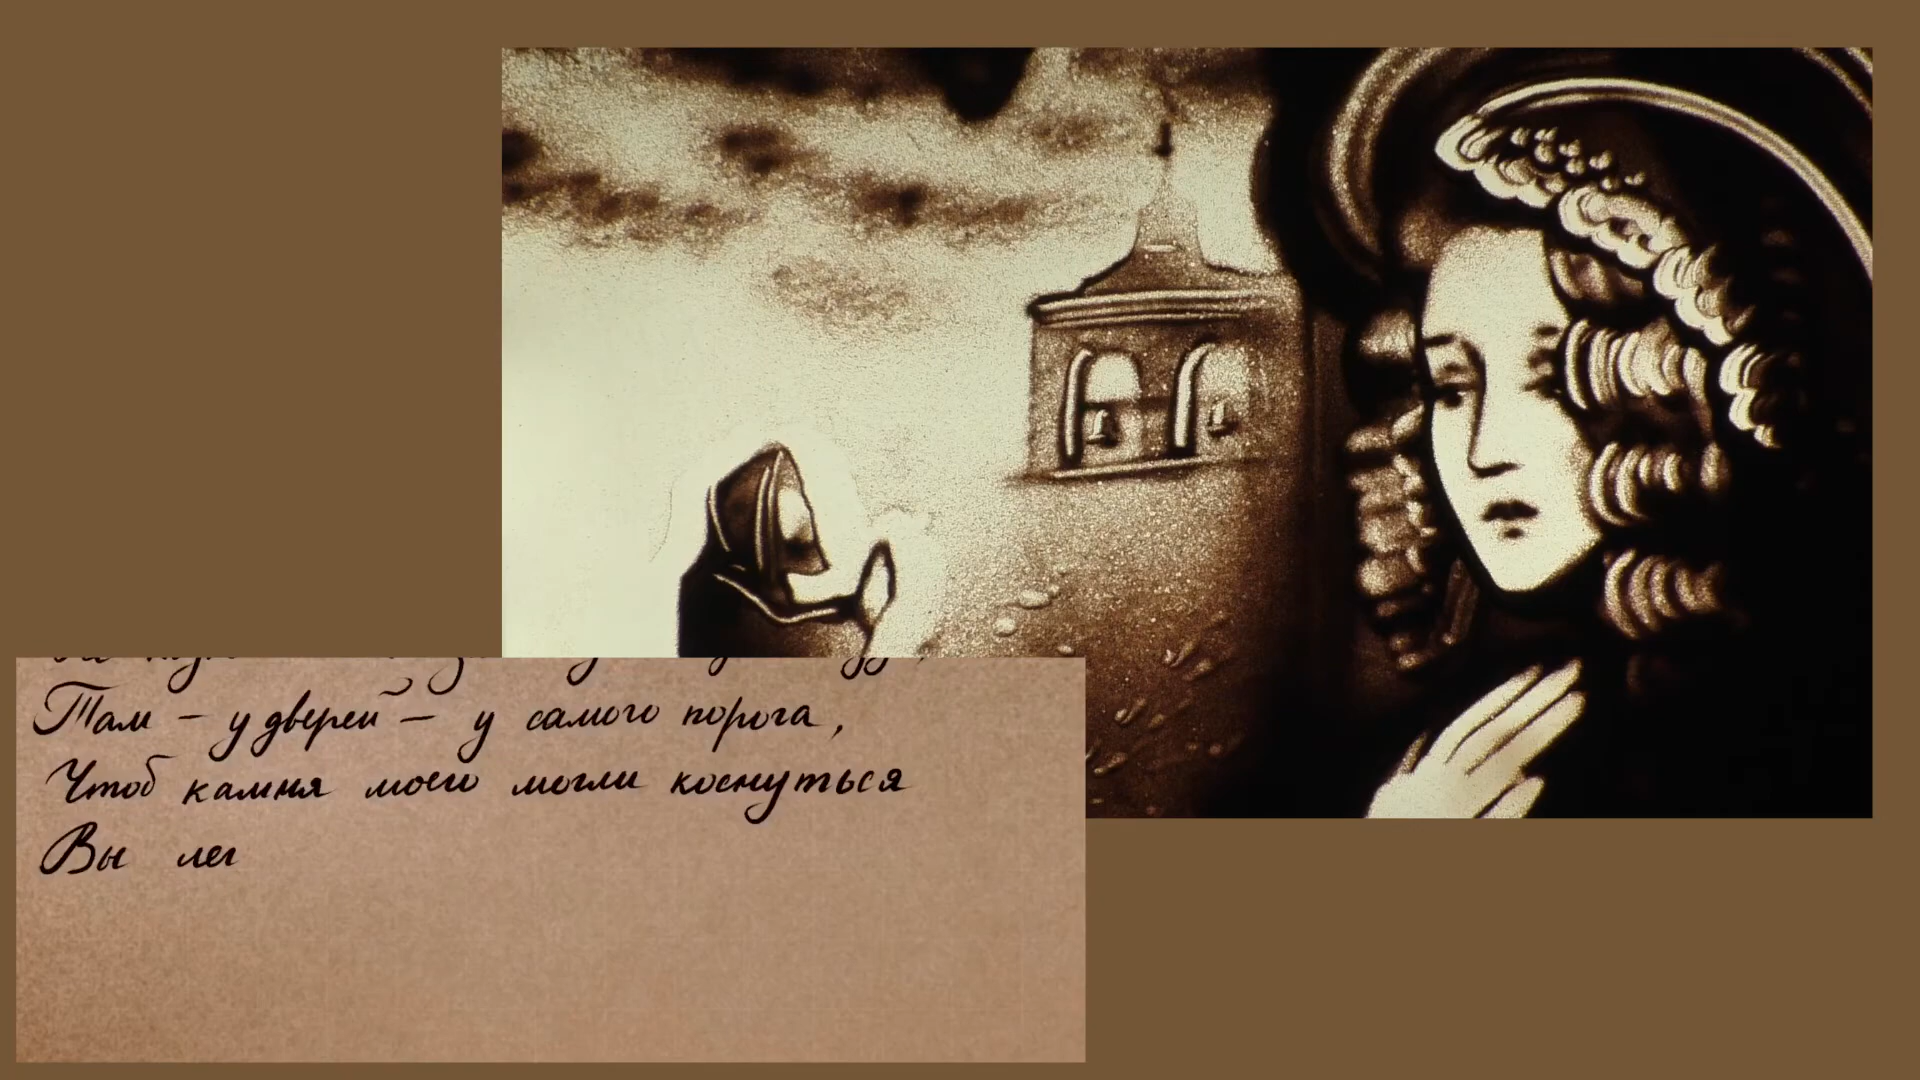 Там – у дверей – у самого порога,
Чтоб камня моего могли коснуться
Вы лег